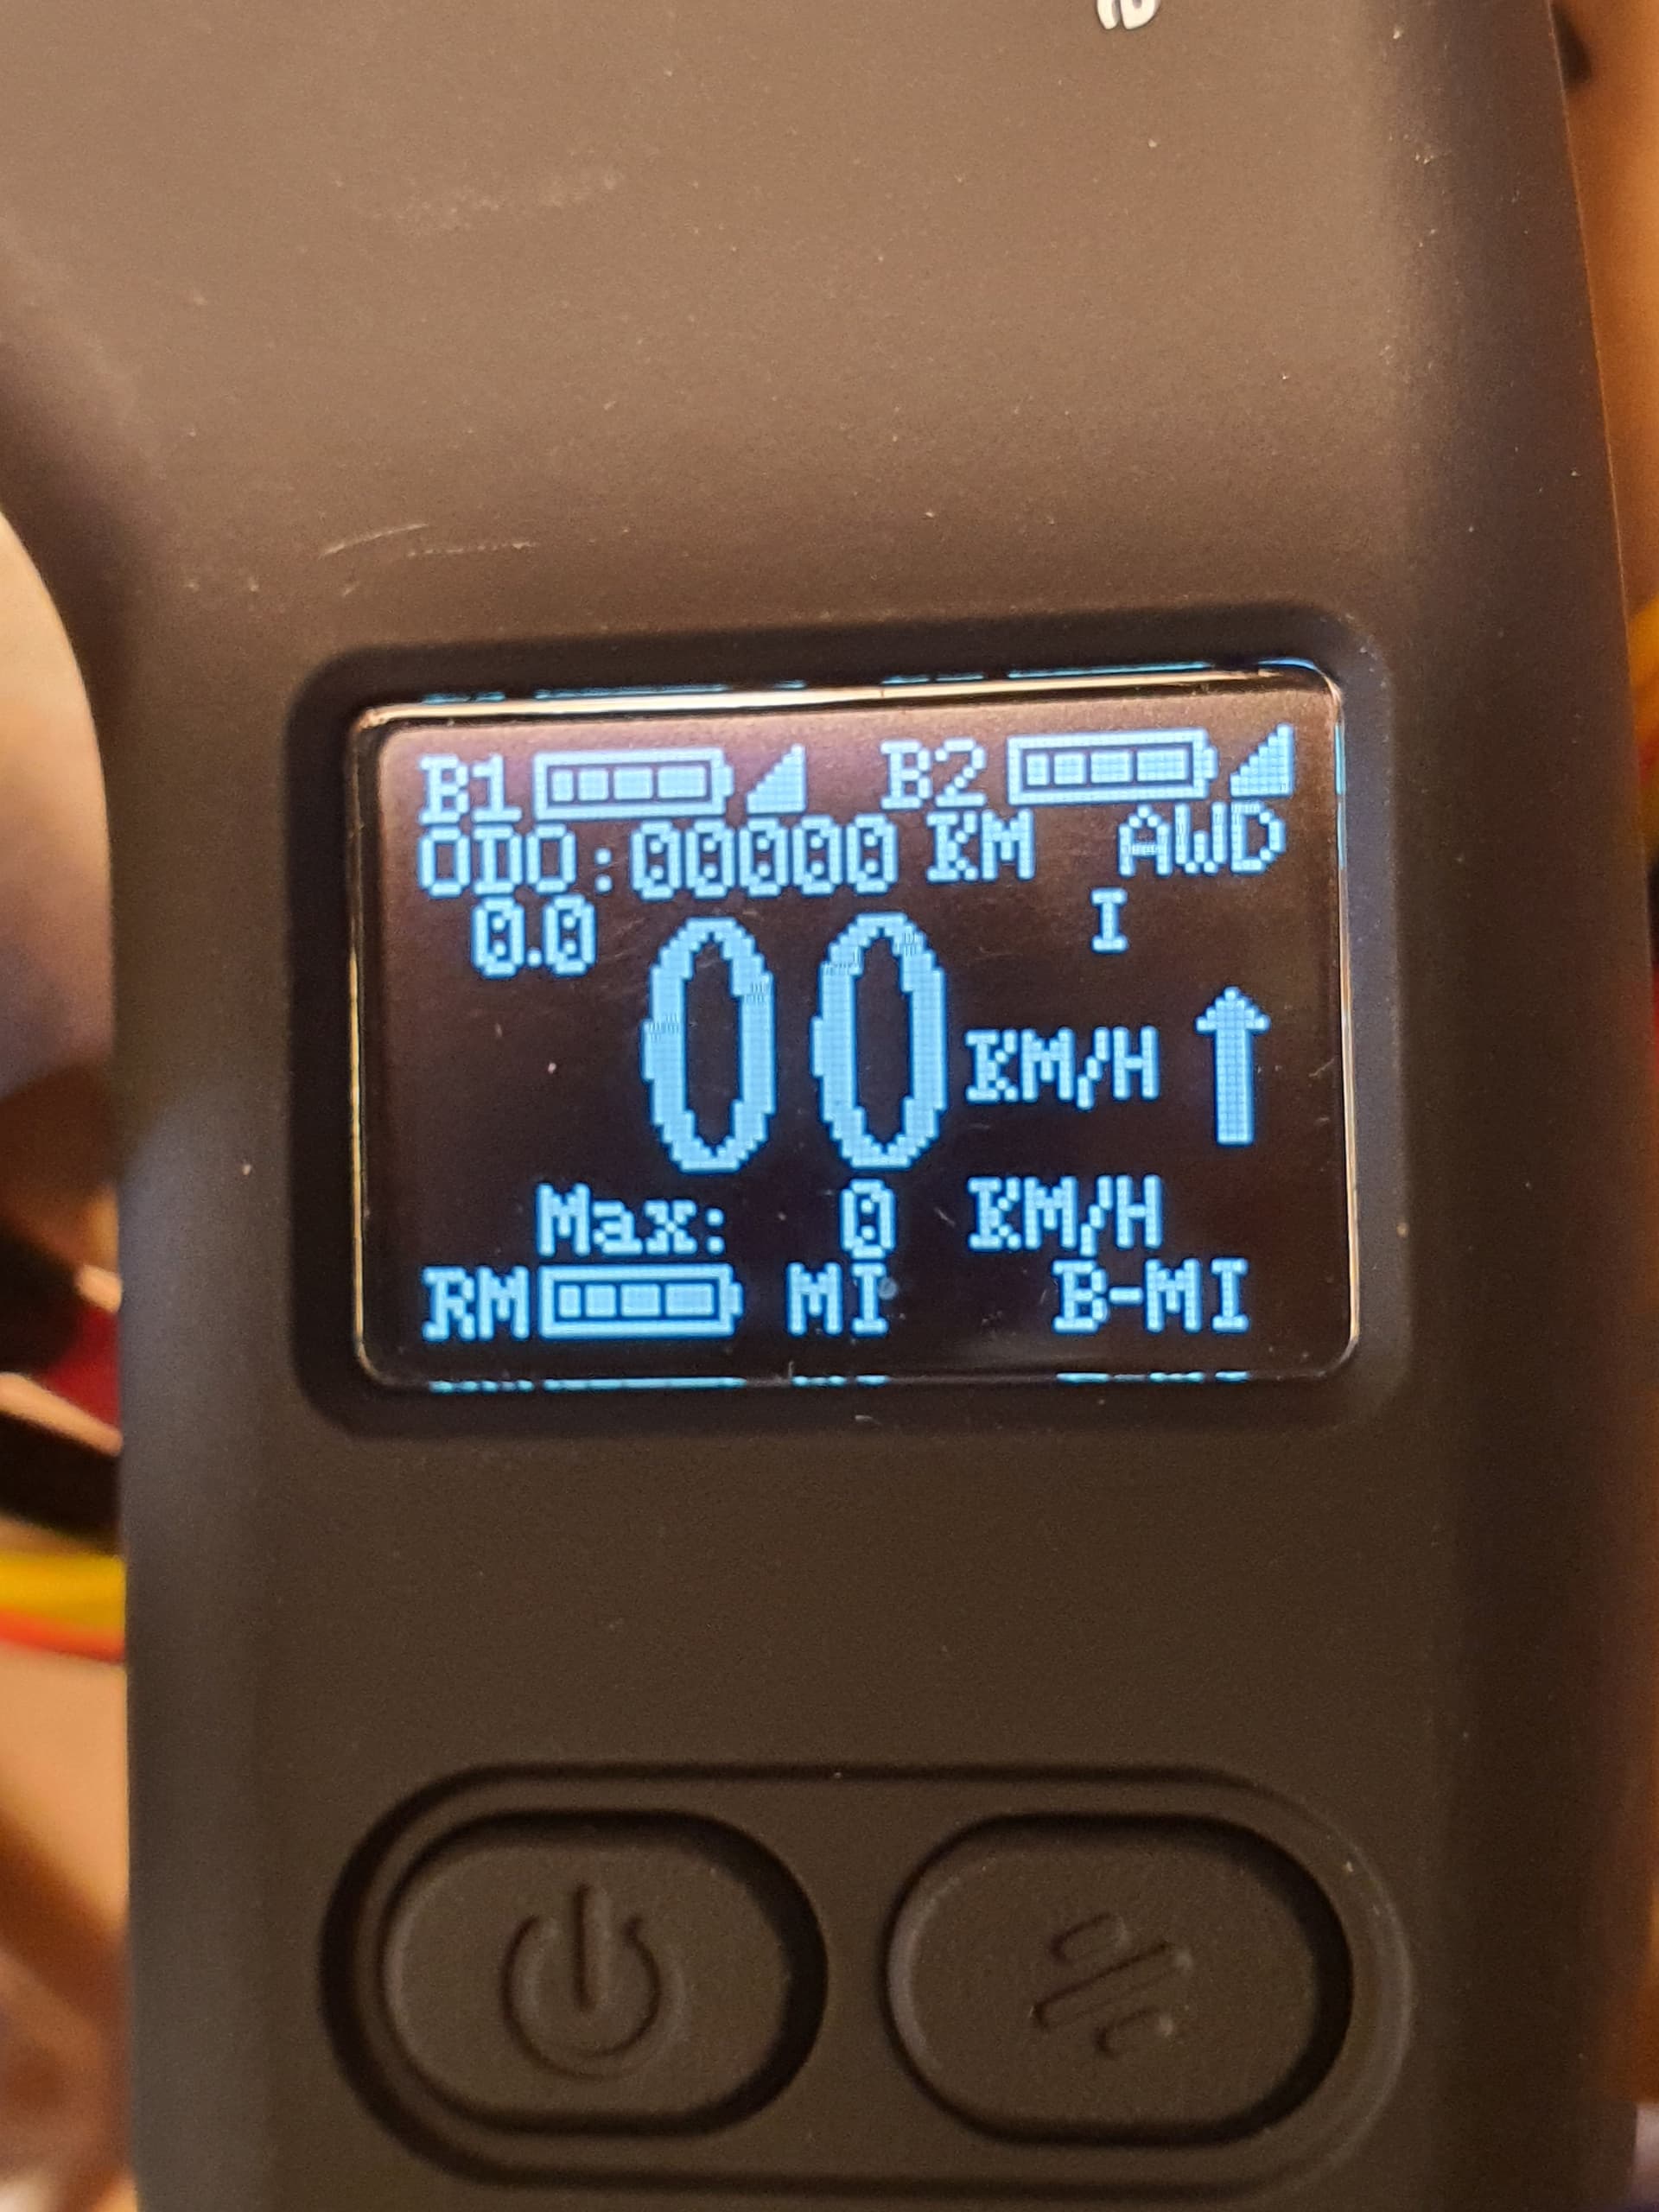 B1 B2
ODO:00000 KM AWD
0.0 I
00 KM/H
Max: 0 KM/H
RM MI B-MI